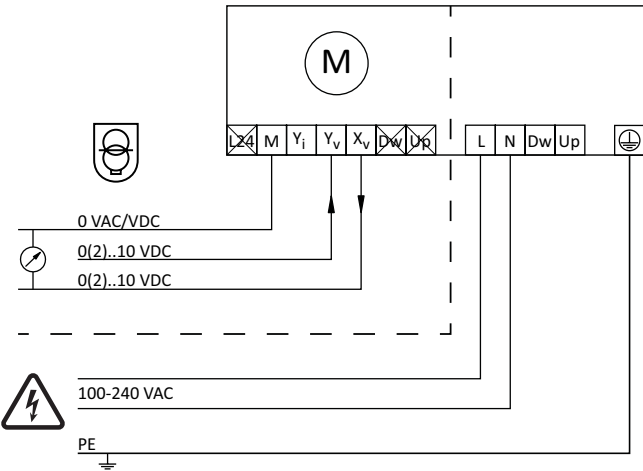 M
L24 M Yi Yv Xv Dw Up L N Dw Up
0 VAC/VDC
0(2)..10 VDC
0(2)..10 VDC
100-240 VAC
PE